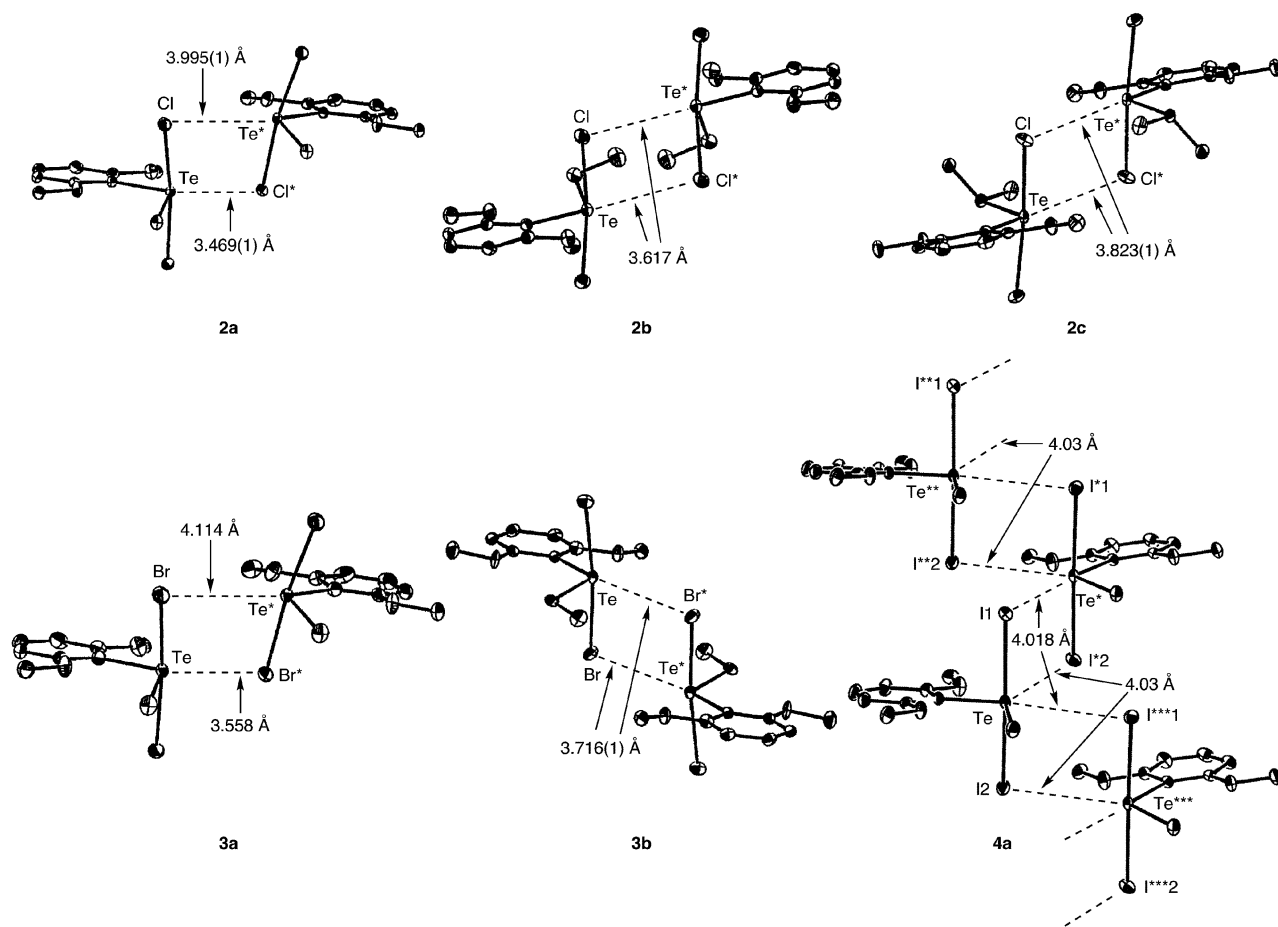 3.995(1) Å
Cl
Te*
Te
Cl*
3.469(1) Å
2a
Te*
Cl
Cl*
Te
3.617 Å
2b
Cl
Te*
Cl*
Te
3.823(1) Å
2c
4.114 Å
Br
Te*
Te
Br*
3.558 Å
3a
Te
Br*
Te*
Br
3.716(1) Å
3b
I**1
4.03 Å
Te**
I*1
I**2
Te*
I1
4.018 Å
I*2
4.03 Å
Te
I***1
I2
Te***
4a
I***2